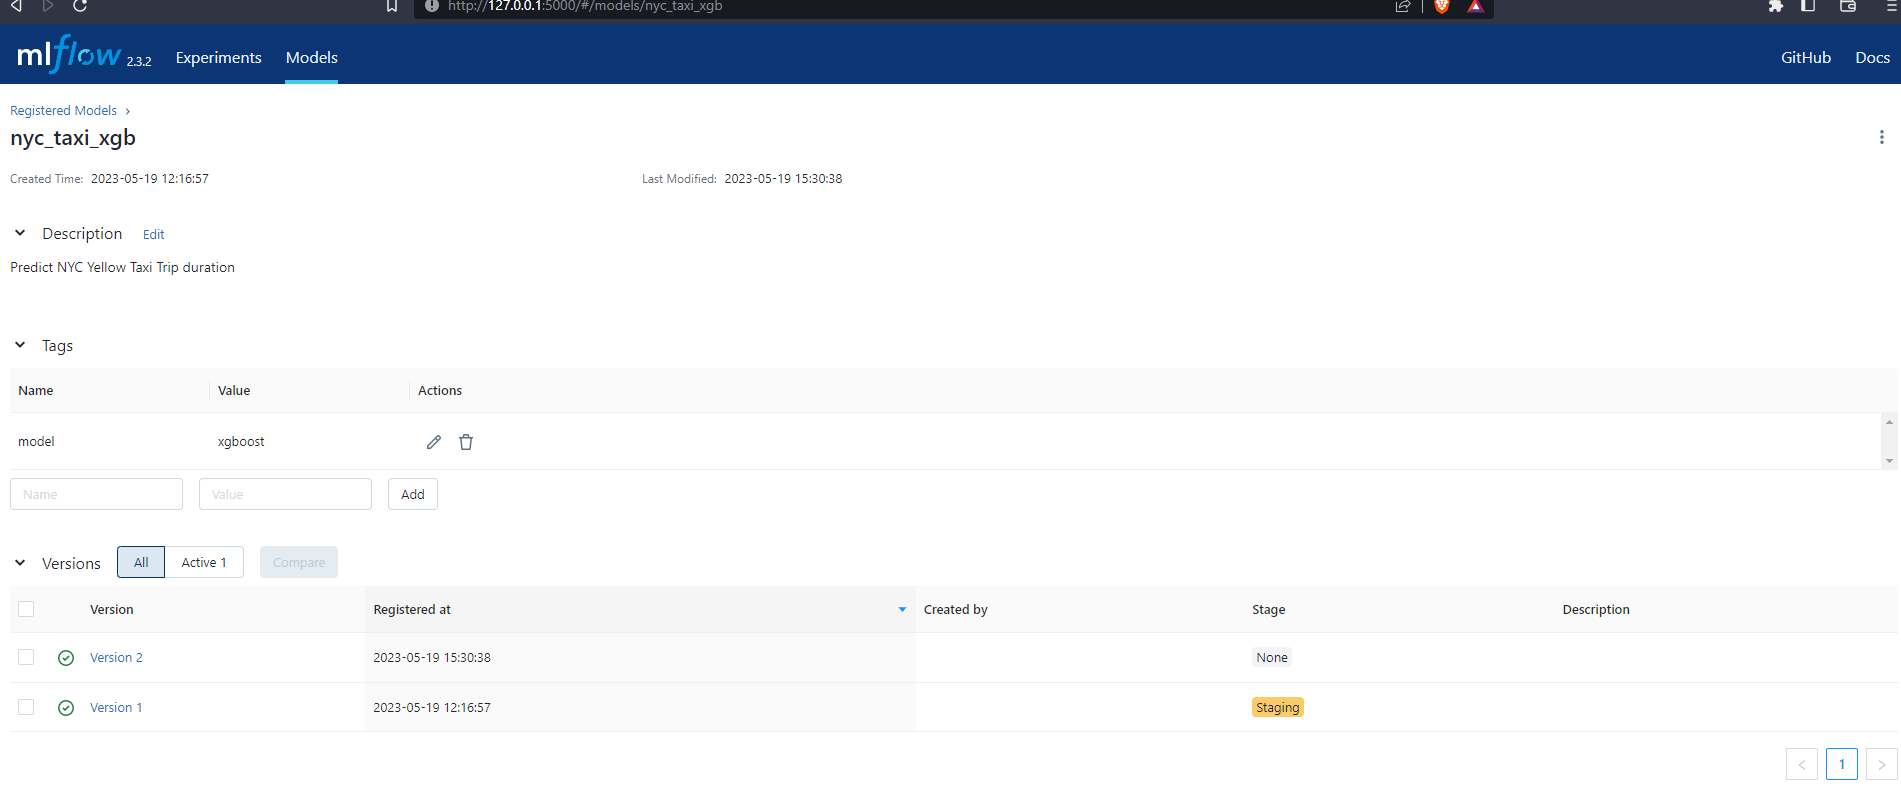 http://127.0.0.1:5000/#/models/nyc_taxi_xgb
mlflow 2.3.2 Experiments Models GitHub Docs
Registered Models ›
nyc_taxi_xgb
Created Time: 2023-05-19 12:16:57 Last Modified: 2023-05-19 15:30:38
Description Edit
Predict NYC Yellow Taxi Trip duration
Tags
Name Value Actions
model xgboost
Name Value Add
Versions All Active 1 Compare
Version Registered at Created by Stage Description
Version 2 2023-05-19 15:30:38 None
Version 1 2023-05-19 12:16:57 Staging
< 1 >